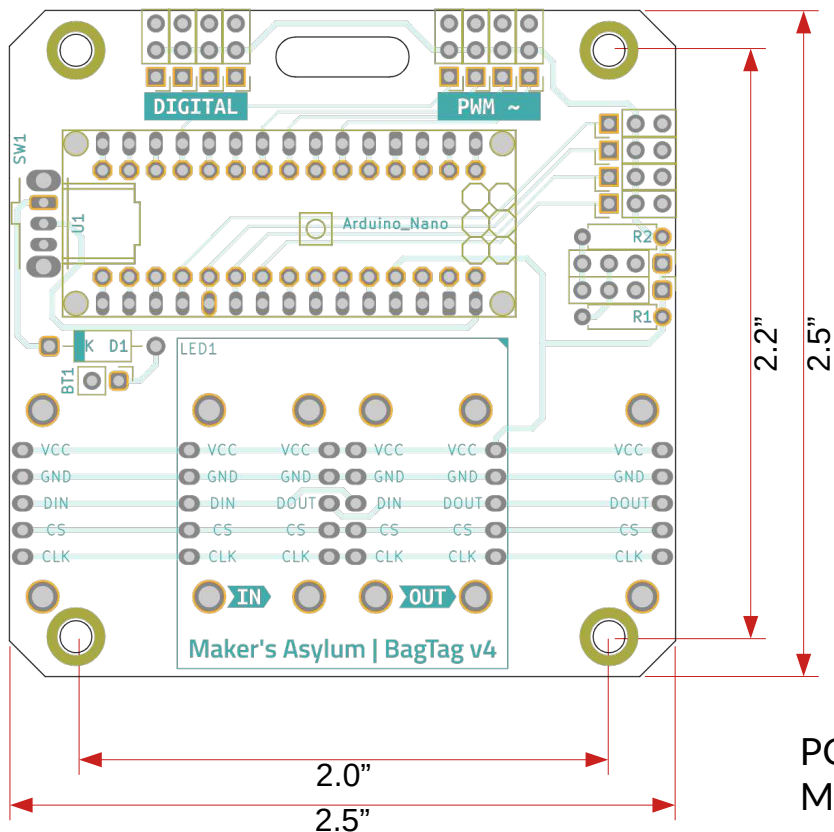 DIGITAL
PWM ~
SW1
U1
Arduino_Nano
R2
R1
K D1
BT1
LED1
2.2”
2.5”
VCC VCC VCC VCC VCC
GND GND GND GND GND
DIN DIN DOUT DIN DOUT DOUT
CS CS CS CS CS CS
CLK CLK CLK CLK CLK CLK
IN OUT
Maker's Asylum | BagTag v4
2.0”
2.5”